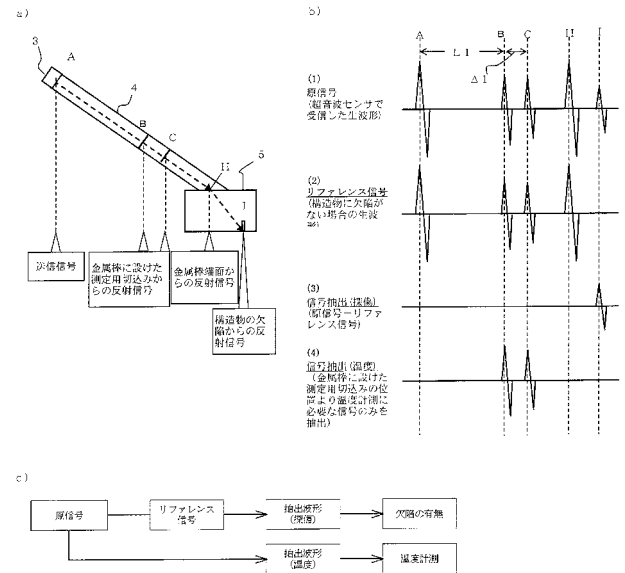 a)
3
A
4
B
C
H
5
J
送信信号
金属棒に設けた
測定用切込みか
らの反射信号
金属棒端面か
らの反射信号
構造物の欠
陥からの反
射信号
b)
A
B
C
H
I
L1
Δ1
(1)
原信号
(超音波センサで
受信した生波形)
(2)
リファレンス信号
(構造物に欠陥が
ない場合の生波
形)
(3)
信号抽出(探傷)
(原信号－リファ
レンス信号)
(4)
信号抽出(温度)
(金属棒に設けた
測定用切込みの位
置より温度計測に
必要な信号のみを
抽出)
c)
原信号
リファレンス
信号
抽出波形
(探傷)
欠陥の有無
抽出波形
(温度)
温度計測